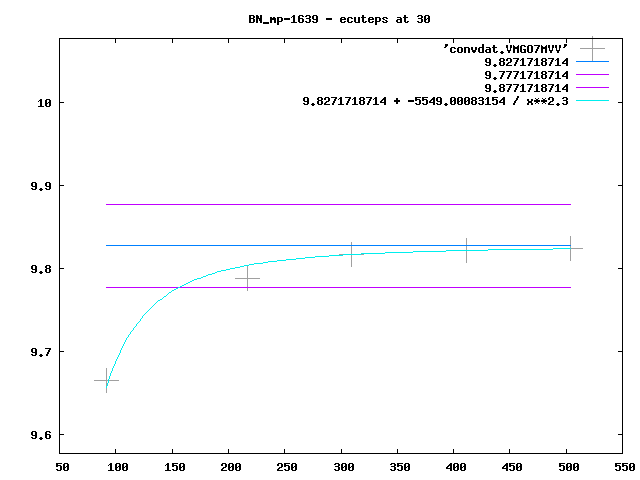 BN_mp-1639 - ecuteps at 30
'convdat.VMGO7MVV'
9.8271718714
9.7771718714
9.8771718714
9.8271718714 + -5549.00083154 / x**2.3
10
9.9
9.8
9.7
9.6
50 100 150 200 250 300 350 400 450 500 550